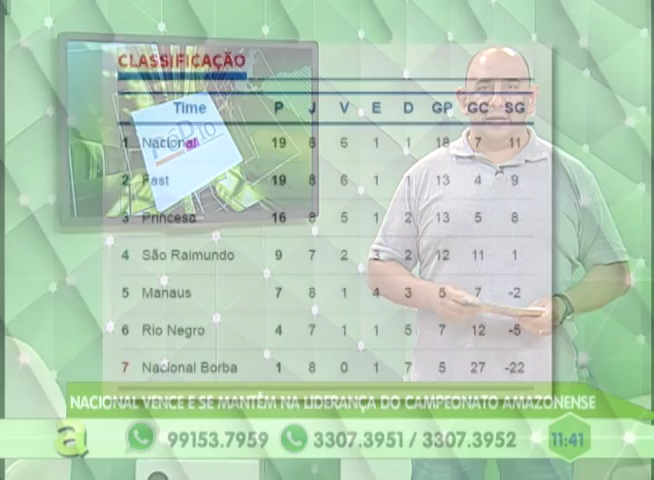 CLASSIFICAÇÃO
Time P J V E D GP GC SG
1 Nacional 19 8 6 1 1 18 7 11
2 Fast 19 8 6 1 1 13 4 9
3 Princesa 16 8 5 1 2 13 5 8
4 São Raimundo 9 7 2 3 2 12 11 1
5 Manaus 7 8 1 4 3 5 7 -2
6 Rio Negro 4 7 1 1 5 7 12 -5
7 Nacional Borba 1 8 0 1 7 5 27 -22
NACIONAL VENCE E SE MANTÊM NA LIDERANÇA DO CAMPEONATO AMAZONENSE
a 99153.7959 3307.3951 / 3307.3952 11:41